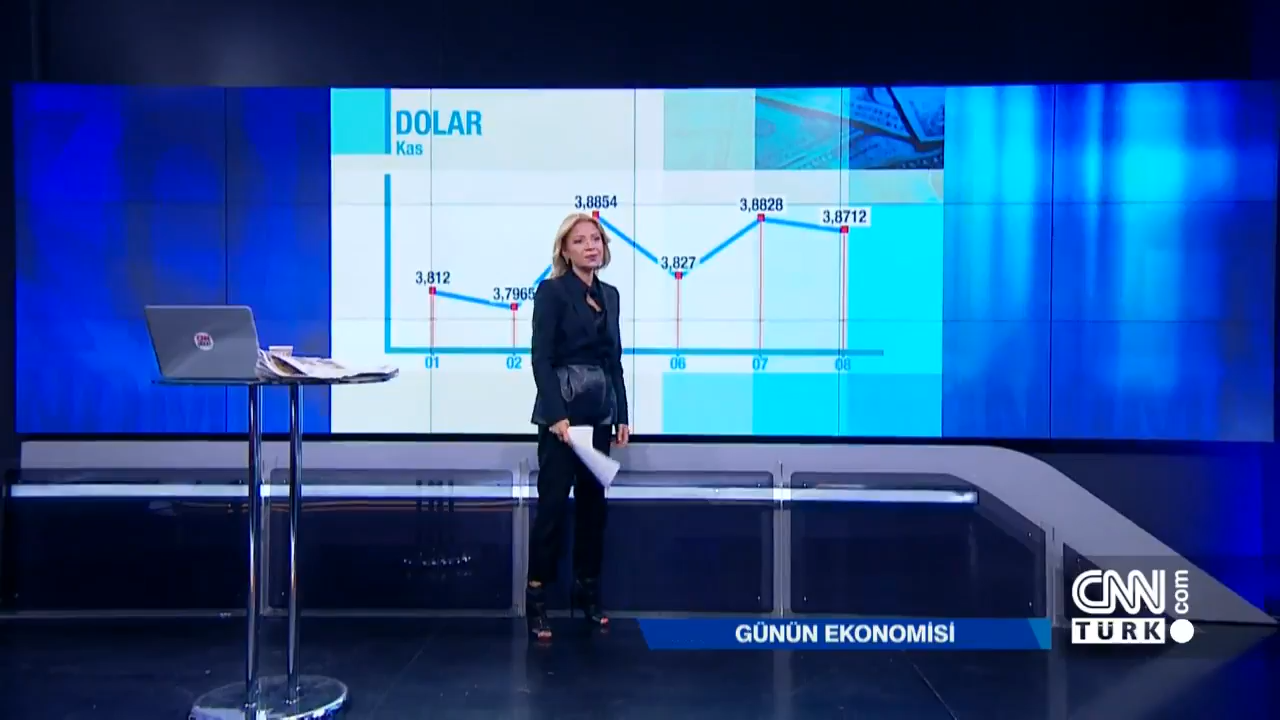 DOLAR
Kas
3,8854
3,8828
3,8712
3,827
3,812
3,7965
01
02
06
07
08
GÜNÜN EKONOMİSİ
CNN
TÜRK
.com